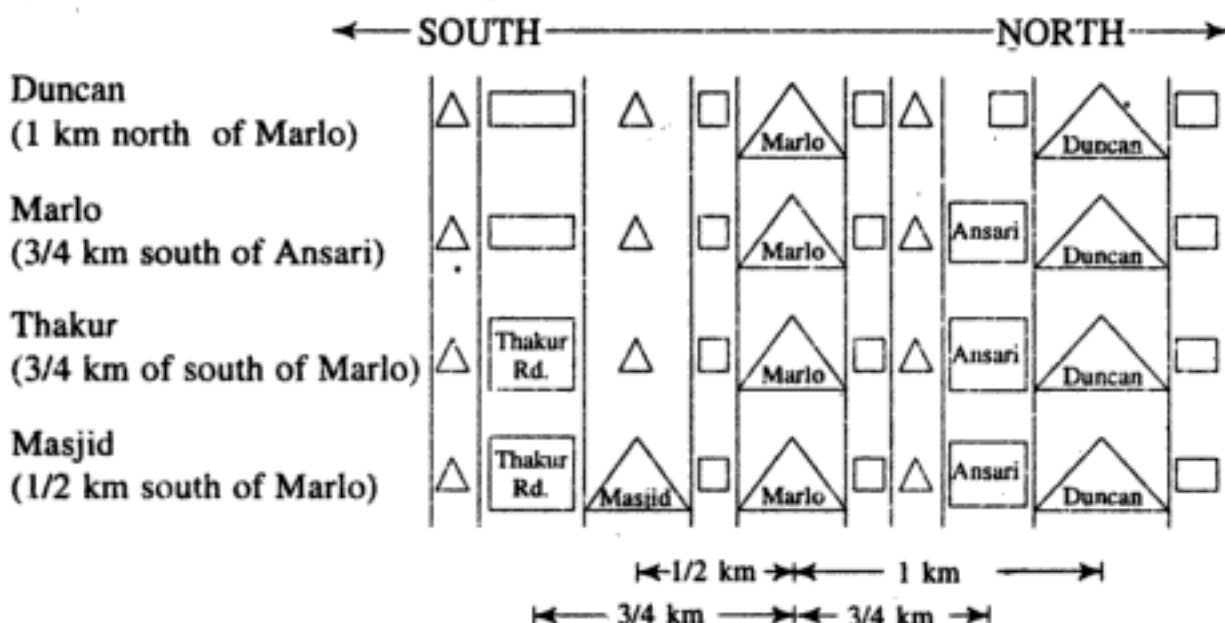 SOUTH NORTH
Duncan
(1 km north of Marlo)
Marlo Duncan
Marlo
(3/4 km south of Ansari)
Marlo Ansari Duncan
Thakur
(3/4 km of south of Marlo)
Thakur
Rd.
Marlo Ansari Duncan
Masjid
(1/2 km south of Marlo)
Thakur
Rd.
Masjid Marlo Ansari Duncan
1/2 km 1 km
3/4 km 3/4 km